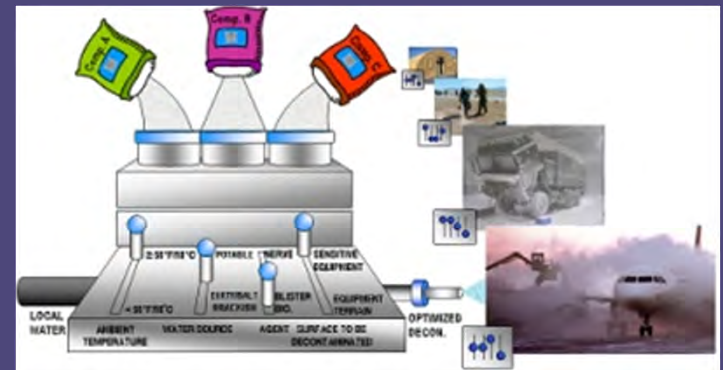 Comp. A
Comp. B
Comp. C
POTABLE
NERVE
SENSITIVE
EQUIPMENT
BLISTER
BIO.
EQUIPMENT
TERRAIN
LOCAL
WATER
AMBIENT
TEMPERATURE
WATER SOURCE
AGENT
SURFACE TO BE
DECONTAMINATED
OPTIMIZED
DECON.